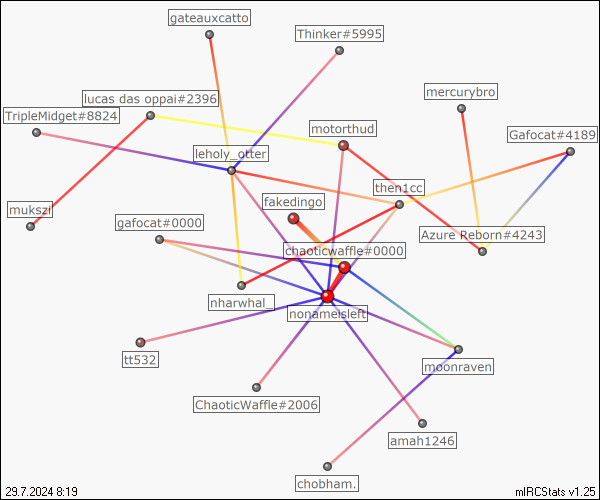 gateauxcatto
Thinker#5995
mercurybro
lucas das oppai#2396
TripleMidget#8824
motorthud
Gafocat#4189
leholy_otter
then1cc
fakedingo
mukszi
gafocat#0000
Azure Reborn#4243
chaoticwaffle#0000
nharwhal_
nonameisleft
tt532
moonraven
ChaoticWaffle#2006
amah1246
chobham.
29.7.2024 8:19
mIRCStats v1.25